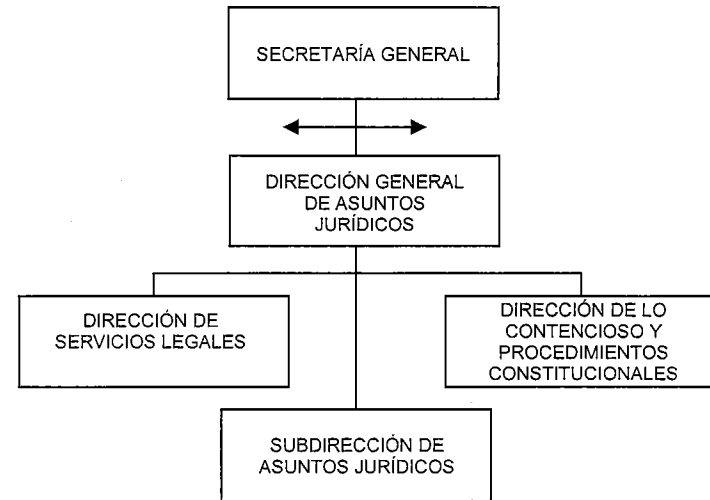 SECRETARÍA GENERAL
DIRECCIÓN GENERAL
DE ASUNTOS
JURÍDICOS
DIRECCIÓN DE
SERVICIOS LEGALES
DIRECCIÓN DE LO
CONTENCIOSO Y
PROCEDIMIENTOS
CONSTITUCIONALES
SUBDIRECCIÓN DE
ASUNTOS JURÍDICOS